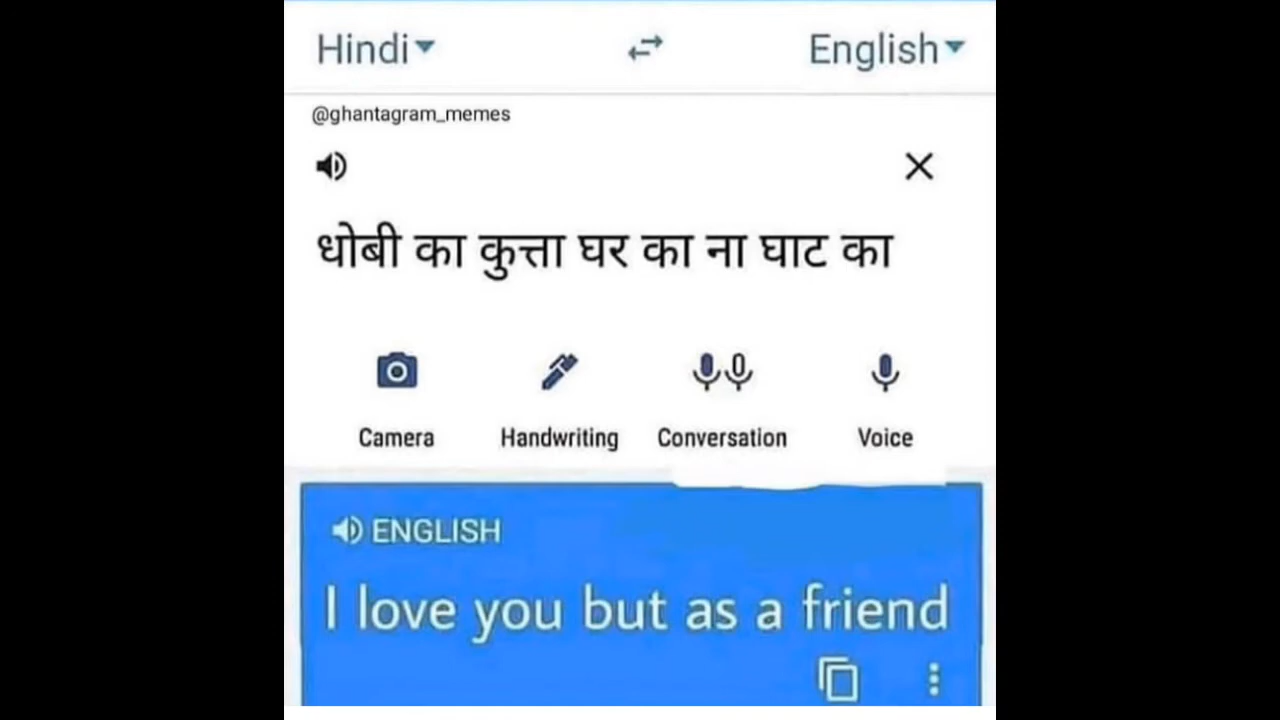 Hindi English
@ghantagram_memes
धोबी का कुत्ता घर का ना घाट का
Camera Handwriting Conversation Voice
ENGLISH
I love you but as a friend